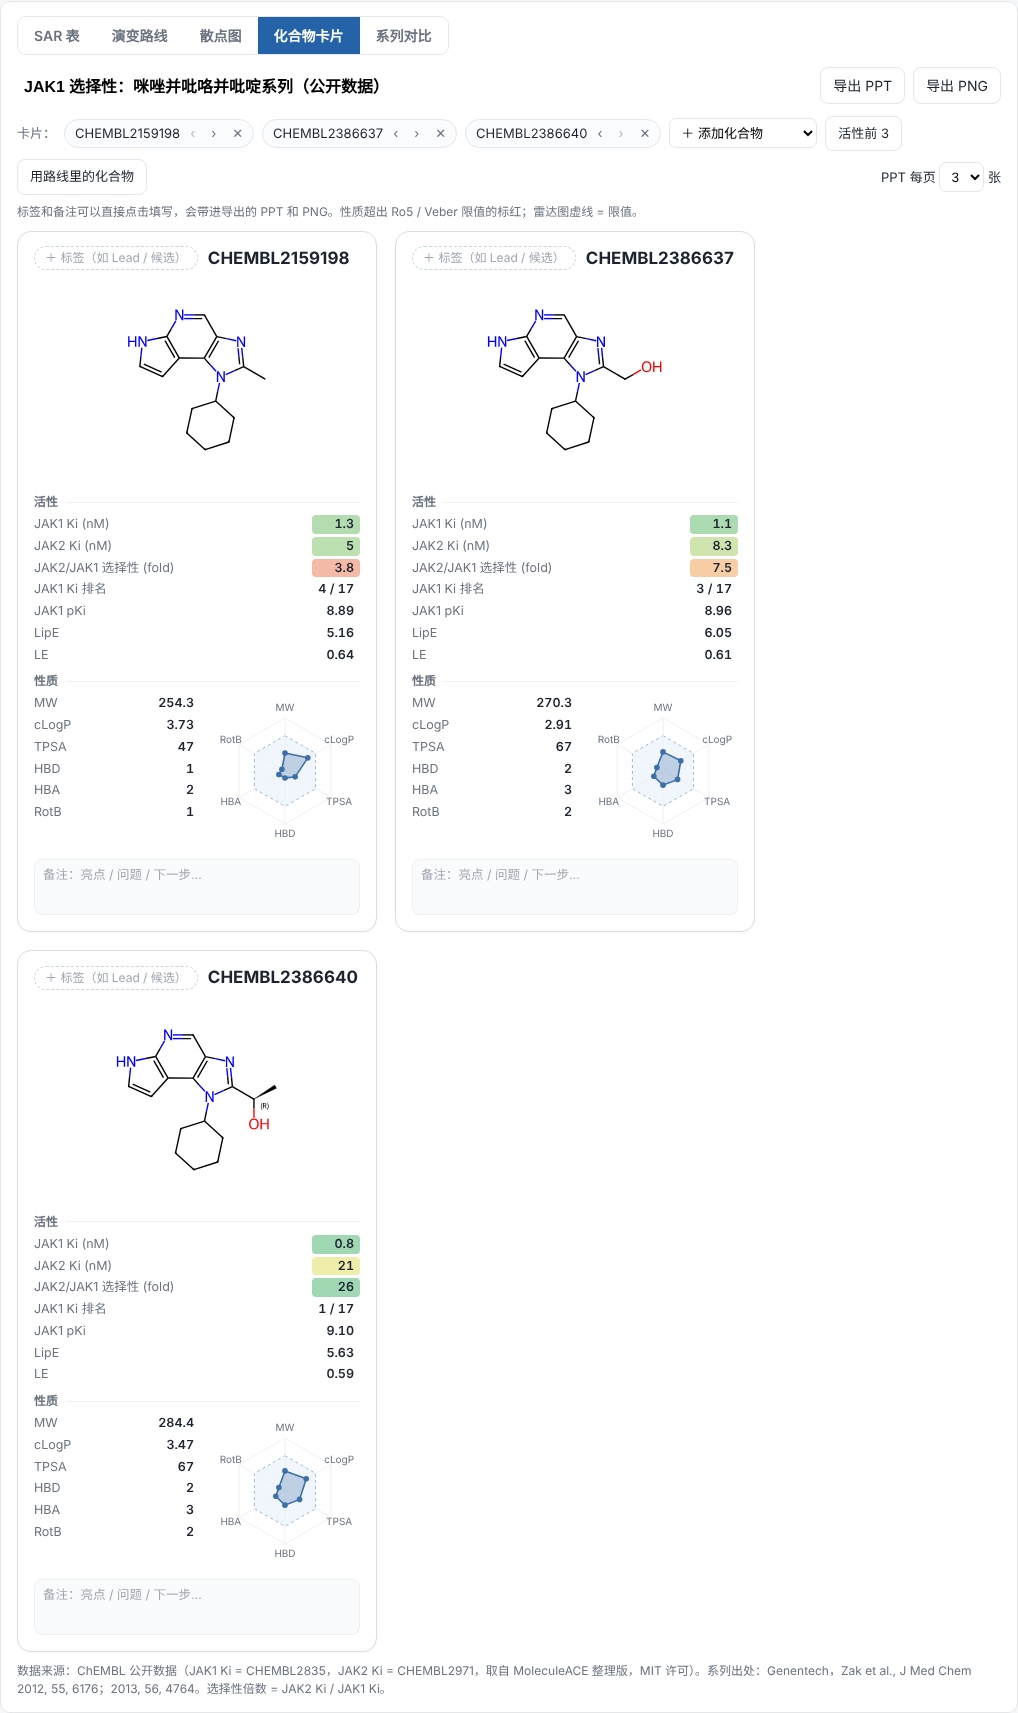 SAR 表 演变路线 散点图 化合物卡片 系列对比
JAK1 选择性：咪唑并吡咯并吡啶系列（公开数据） 导出 PPT 导出 PNG
卡片： CHEMBL2159198 ‹ › × CHEMBL2386637 ‹ › × CHEMBL2386640 ‹ › × ＋ 添加化合物 活性前 3
用路线里的化合物 PPT 每页 3 张
标签和备注可以直接点击填写，会带进导出的 PPT 和 PNG。性质超出 Ro5 / Veber 限值的标红；雷达图虚线 = 限值。
＋ 标签（如 Lead / 候选） CHEMBL2159198
N
HN
N
N
活性
JAK1 Ki (nM) 1.3
JAK2 Ki (nM) 5
JAK2/JAK1 选择性 (fold) 3.8
JAK1 Ki 排名 4 / 17
JAK1 pKi 8.89
LipE 5.16
LE 0.64
性质
MW 254.3
cLogP 3.73
TPSA 47
HBD 1
HBA 2
RotB 1
MW
RotB cLogP
HBA TPSA
HBD
备注：亮点 / 问题 / 下一步...
＋ 标签（如 Lead / 候选） CHEMBL2386637
N
HN
N
OH
N
活性
JAK1 Ki (nM) 1.1
JAK2 Ki (nM) 8.3
JAK2/JAK1 选择性 (fold) 7.5
JAK1 Ki 排名 3 / 17
JAK1 pKi 8.96
LipE 6.05
LE 0.61
性质
MW 270.3
cLogP 2.91
TPSA 67
HBD 2
HBA 3
RotB 2
MW
RotB cLogP
HBA TPSA
HBD
备注：亮点 / 问题 / 下一步...
＋ 标签（如 Lead / 候选） CHEMBL2386640
N
HN
N
N
(R)
OH
活性
JAK1 Ki (nM) 0.8
JAK2 Ki (nM) 21
JAK2/JAK1 选择性 (fold) 26
JAK1 Ki 排名 1 / 17
JAK1 pKi 9.10
LipE 5.63
LE 0.59
性质
MW 284.4
cLogP 3.47
TPSA 67
HBD 2
HBA 3
RotB 2
MW
RotB cLogP
HBA TPSA
HBD
备注：亮点 / 问题 / 下一步...
数据来源：ChEMBL 公开数据（JAK1 Ki = CHEMBL2835，JAK2 Ki = CHEMBL2971，取自 MoleculeACE 整理版，MIT 许可）。系列出处：Genentech，Zak et al., J Med Chem
2012, 55, 6176；2013, 56, 4764。选择性倍数 = JAK2 Ki / JAK1 Ki。